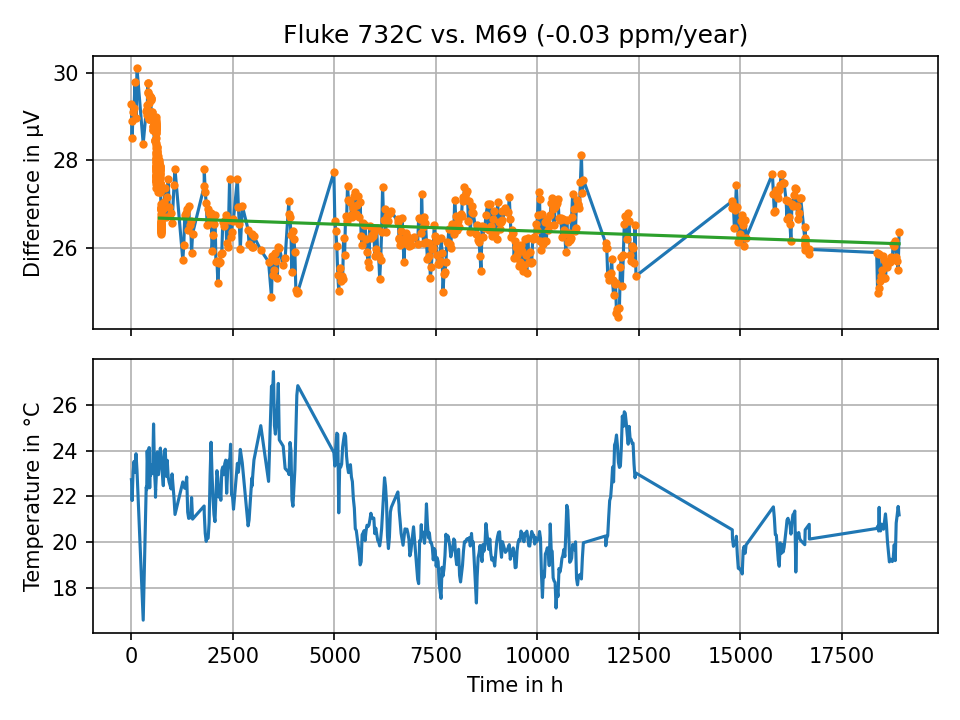 Fluke 732C vs. M69 (-0.03 ppm/year)
Difference in µV
30
28
26
Temperature in °C
26
24
22
20
18
0 2500 5000 7500 10000 12500 15000 17500
Time in h